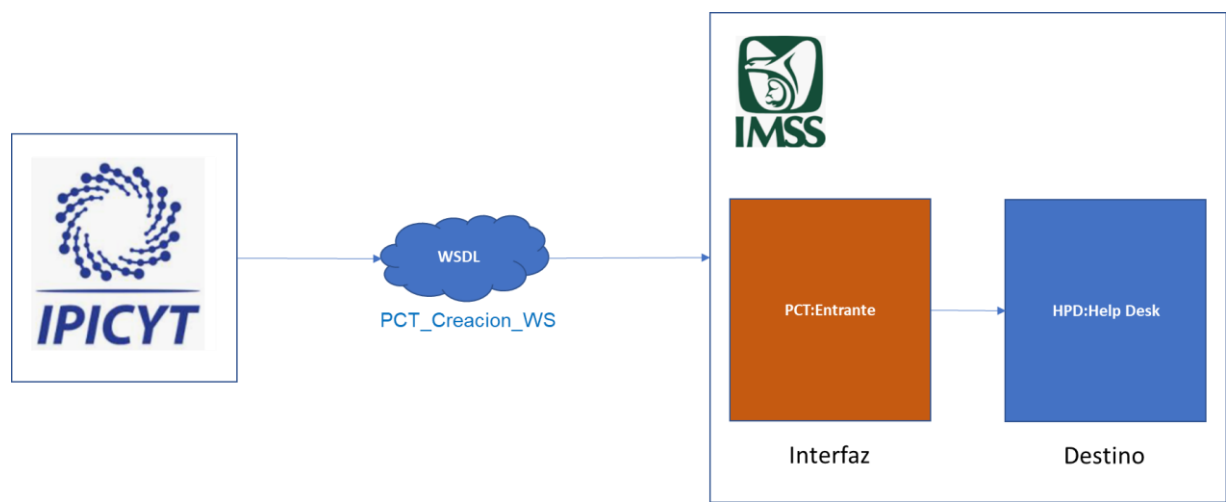 IPICYT
WSDL
PCT_Creacion_WS
IMSS
PCT:Entrante
HPD:Help Desk
Interfaz
Destino